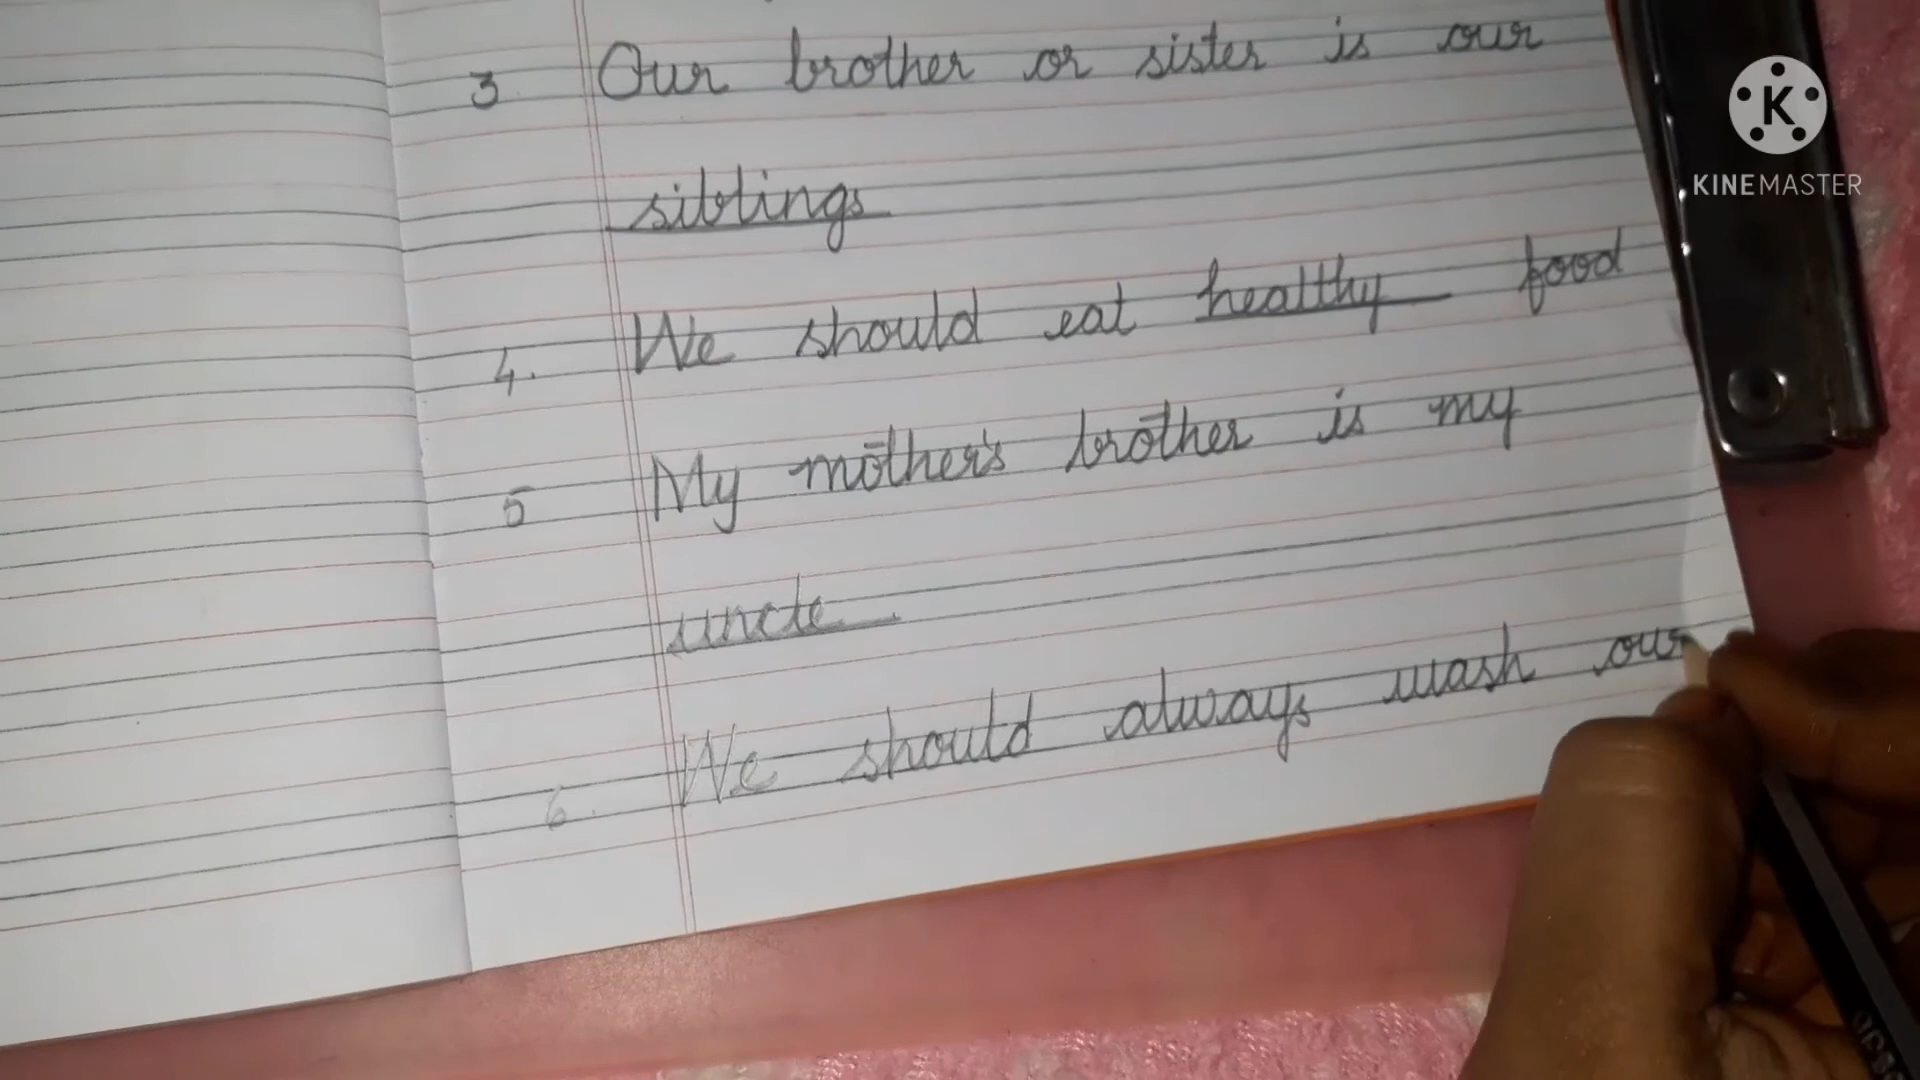 3 Our brother or sister is our
siblings
4. We should eat healthy food
5 My mother's brother is my
uncle
6. We should always wash our
K
KINEMASTER